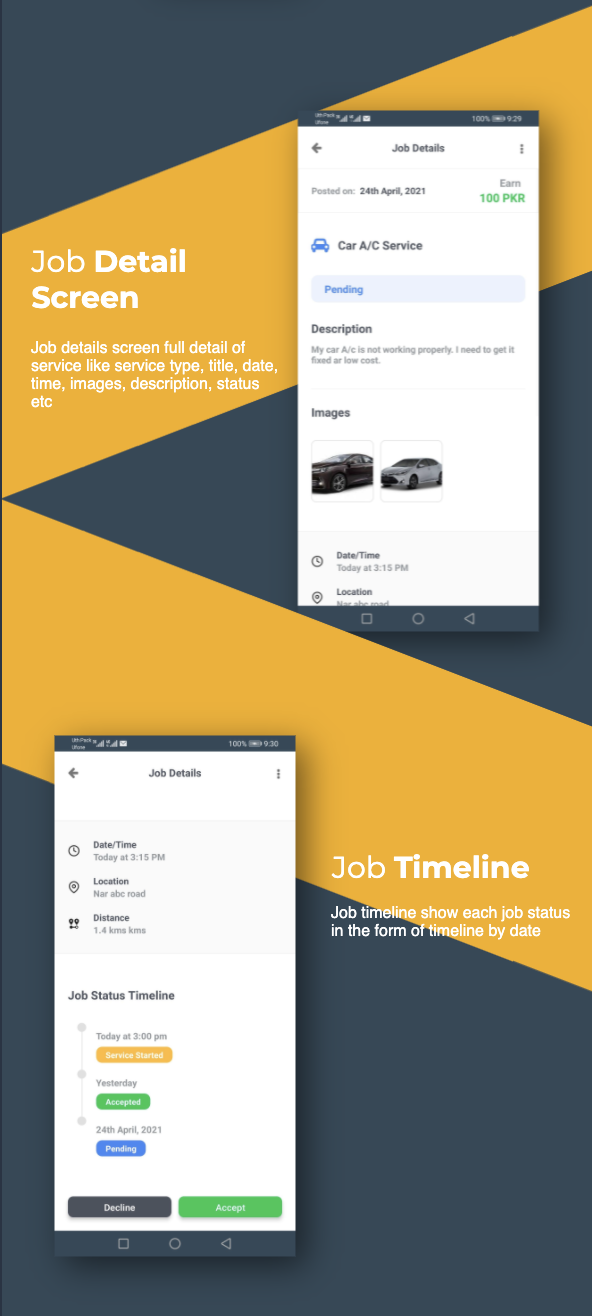 Uth Pack
Ufone
100% 9:29
Job Details
Earn
Posted on: 24th April, 2021
100 PKR
Job Detail
Screen
Car A/C Service
Pending
Job details screen full detail of
service like service type, title, date,
time, images, description, status
etc
Description
My car A/c is not working properly. I need to get it
fixed ar low cost.
Images
Date/Time
Today at 3:15 PM
Location
Nar abc road
Uth Pack
Ufone
100% 9:30
Job Details
Date/Time
Today at 3:15 PM
Location
Nar abc road
Distance
1.4 kms kms
Job Timeline
Job timeline show each job status
in the form of timeline by date
Job Status Timeline
Today at 3:00 pm
Service Started
Yesterday
Accepted
24th April, 2021
Pending
Decline
Accept